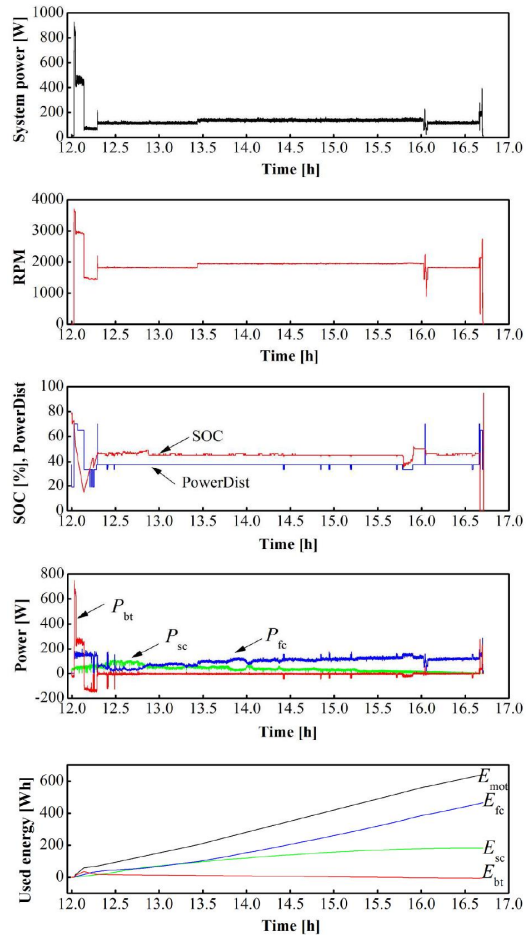 System power [W]
1000
800
600
400
200
0
12.0 12.5 13.0 13.5 14.0 14.5 15.0 15.5 16.0 16.5 17.0
Time [h]
RPM
4000
3000
2000
1000
0
12.0 12.5 13.0 13.5 14.0 14.5 15.0 15.5 16.0 16.5 17.0
Time [h]
SOC [%], PowerDist
100
80
60
40
20
0
SOC
PowerDist
12.0 12.5 13.0 13.5 14.0 14.5 15.0 15.5 16.0 16.5 17.0
Time [h]
Power [W]
800
600
400
200
0
-200
Pbt
Psc
Pfc
12.0 12.5 13.0 13.5 14.0 14.5 15.0 15.5 16.0 16.5 17.0
Time [h]
Used energy [Wh]
600
400
200
0
Emot
Efc
Esc
Ebt
12.0 12.5 13.0 13.5 14.0 14.5 15.0 15.5 16.0 16.5 17.0
Time [h]